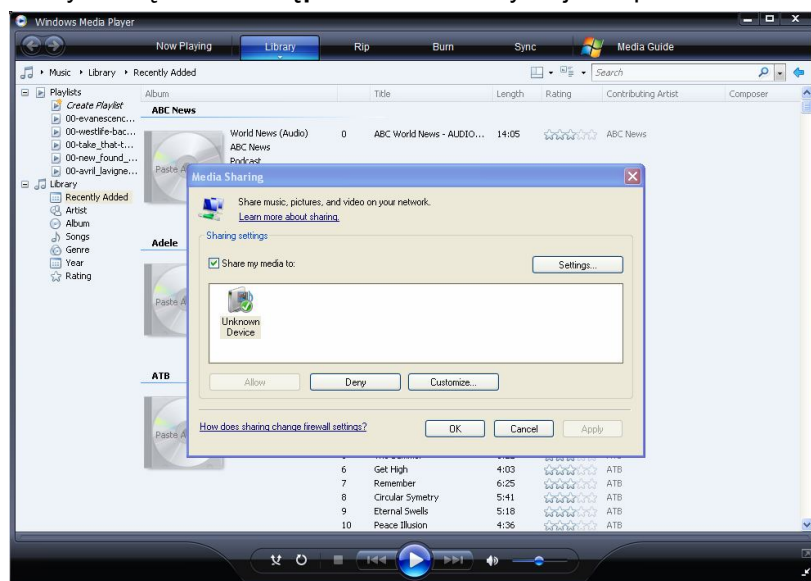 Windows Media Player
Now Playing Library Rip Burn Sync Media Guide
Music Library Recently Added Search
Playlists
Create Playlist
00-evanescenc...
00-westlife-bac...
00-take_that-t...
00-new_found_...
00-avril_lavigne...
Library
Recently Added
Artist
Album
Songs
Genre
Year
Rating
Album Title Length Rating Contributing Artist Composer
ABC News
World News (Audio) 0 ABC World News - AUDIO... 14:05 ABC News
ABC News
Podcast
Paste A
Adele
Paste A
ATB
Paste A
Media Sharing
Share music, pictures, and video on your network.
Learn more about sharing.
Sharing settings
Share my media to: Settings...
Unknown
Device
Allow Deny Customize...
How does sharing change firewall settings? OK Cancel Apply
6 Get High 4:03 ATB
7 Remember 6:25 ATB
8 Circular Symetry 5:41 ATB
9 Eternal Swells 5:18 ATB
10 Peace Illusion 4:36 ATB